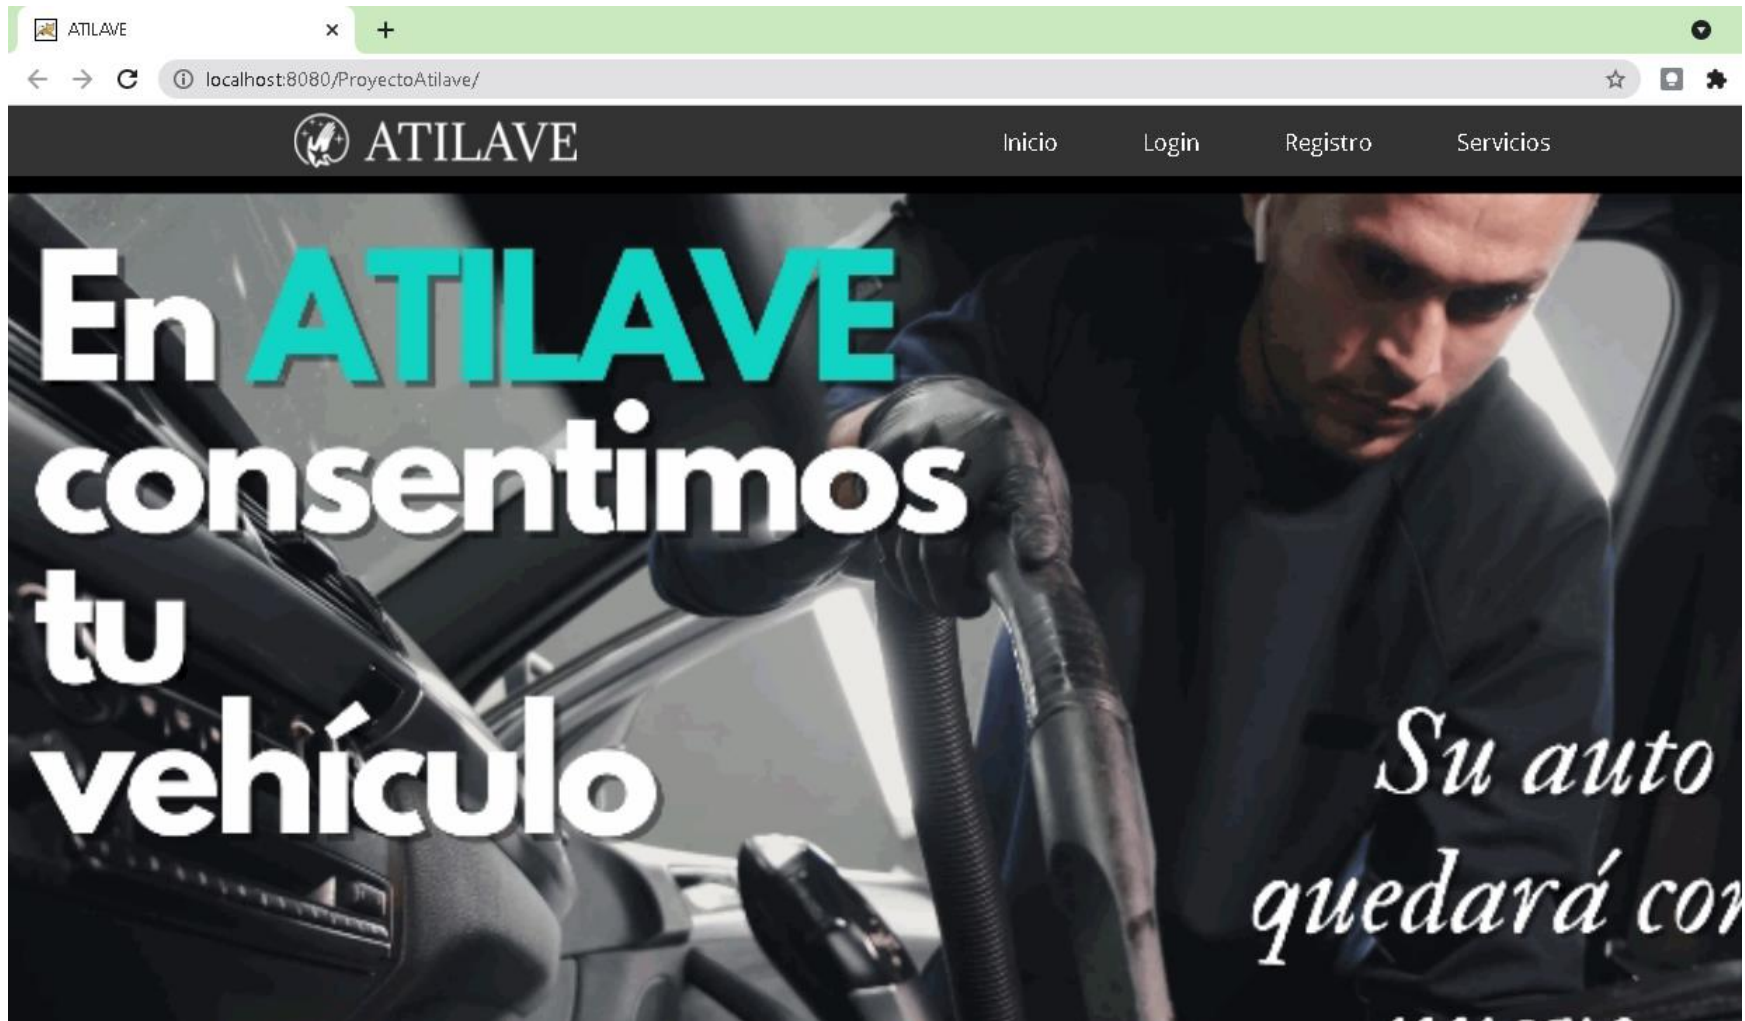 ATILAVE
localhost:8080/ProyectoAtilave/
ATILAVE
Inicio Login Registro Servicios
En ATILAVE
consentimos
tu
vehículo
Su auto
quedará